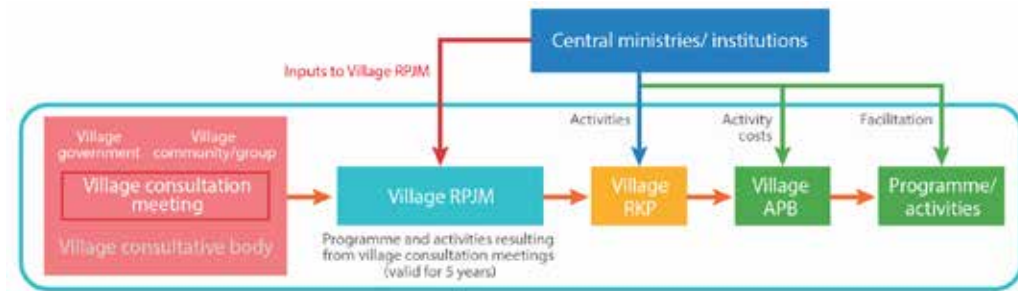 Central ministries/ institutions
Inputs to Village RPJM
Activities
Activity
costs
Facilitation
Village
government
Village
community/group
Village consultation
meeting
Village consultative body
Village RPJM
Programme and activities resulting
from village consultation meetings
(valid for 5 years)
Village
RKP
Village
APB
Programme/
activities